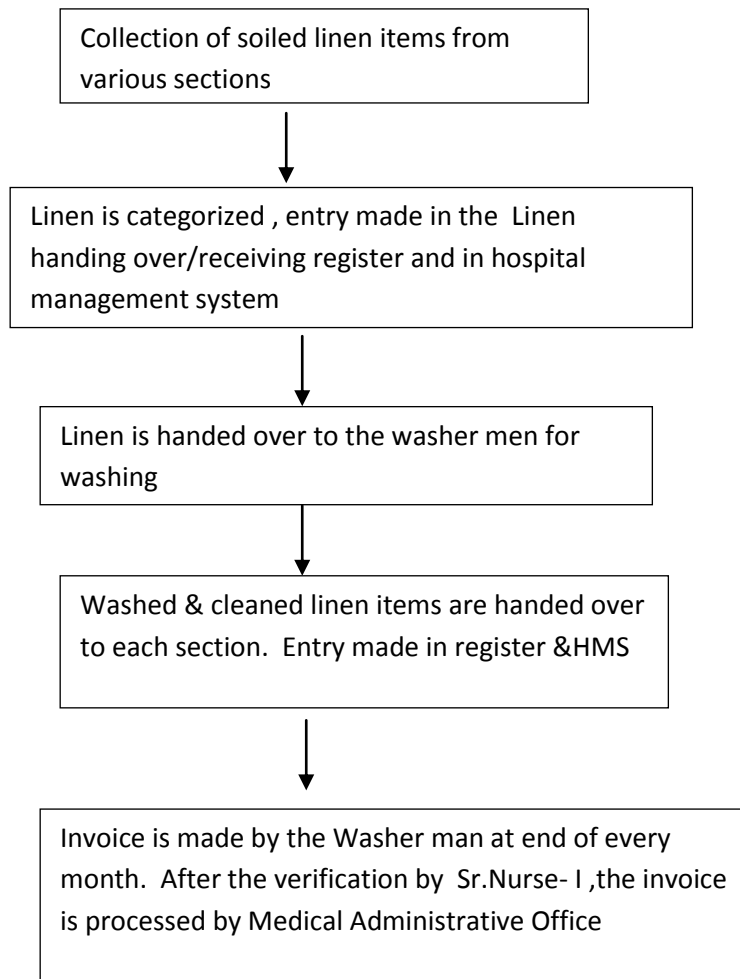 Collection of soiled linen items from
various sections
Linen is categorized , entry made in the  Linen
handing over/receiving register and in hospital
management system
Linen is handed over to the washer men for
washing
Washed & cleaned linen items are handed over
to each section.  Entry made in register &HMS
Invoice is made by the Washer man at end of every
month.  After the verification by  Sr.Nurse- I ,the invoice
is processed by Medical Administrative Office